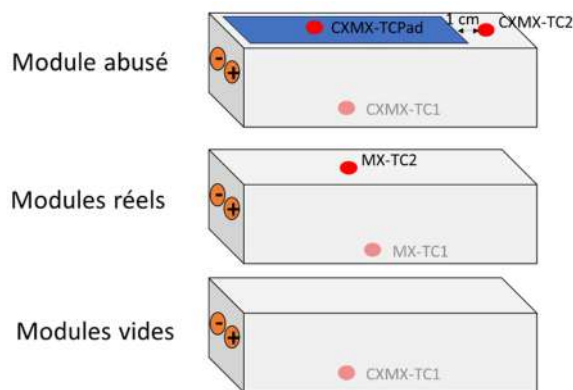 1 cm
CXMX-TCPad
CXMX-TC2
Module abusé
-
+
CXMX-TC1
MX-TC2
Modules réels
-
+
MX-TC1
Modules vides
-
+
CXMX-TC1